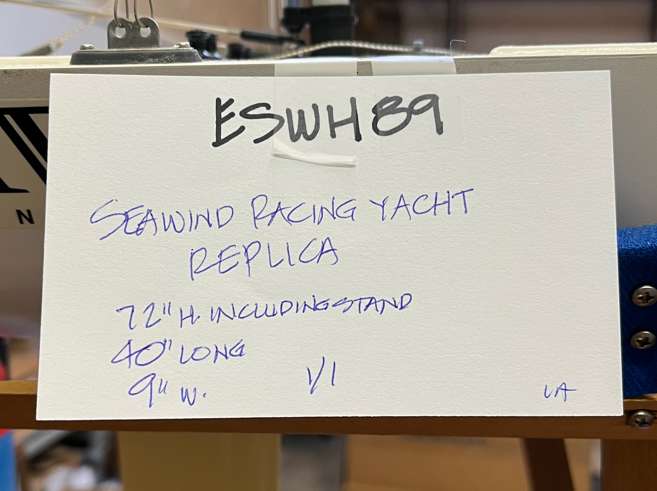 ESWH89
SEAWIND RACING YACHT
REPLICA
72" H. INCLUDING STAND
40" LONG
9" W.
1/1
LA
N